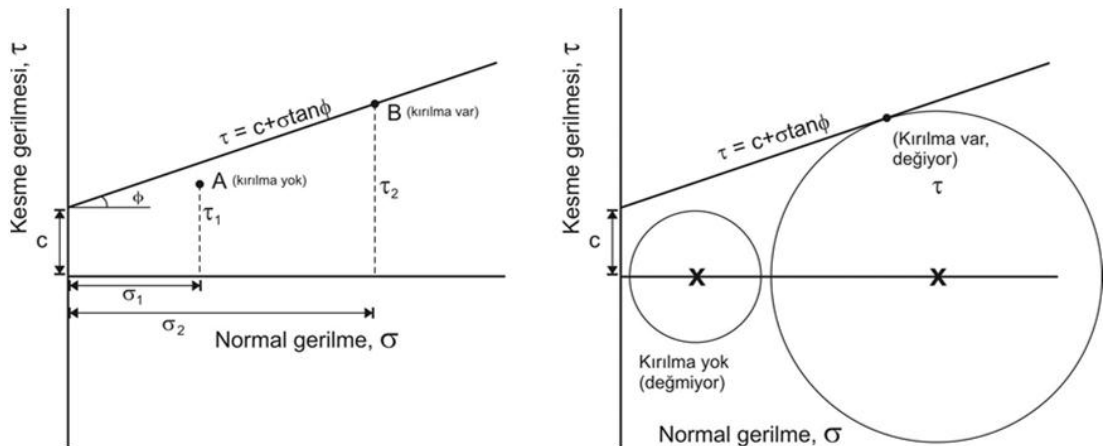 Kesme gerilmesi, τ
τ = c+σtanϕ
B (kırılma var)
A (kırılma yok)
ϕ
τ₁
τ₂
c
σ₁
σ₂
Normal gerilme, σ
Kesme gerilmesi, τ
τ = c+σtanϕ
(Kırılma var,
değiyor)
τ
c
X
X
Kırılma yok
(değmiyor)
Normal gerilme, σ